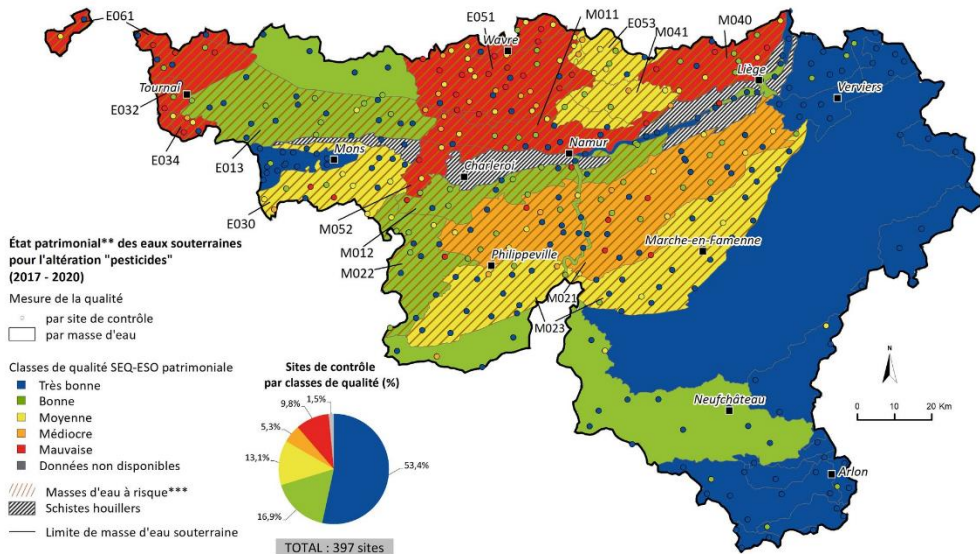 E061
E051
Wavre
M011
E053
M041
M040
Liège
Verviers
Tournai
E032
E034
E013
Mons
Charleroi
Namur
E030
M052
M012
M022
Philippeville
Marche-en-Famenne
M021
M023
Neufchâteau
Arlon
État patrimonial** des eaux souterraines
pour l'altération "pesticides"
(2017 - 2020)
Mesure de la qualité
par site de contrôle
par masse d'eau
Classes de qualité SEQ-ESO patrimoniale
Très bonne
Bonne
Moyenne
Médiocre
Mauvaise
Données non disponibles
Masses d'eau à risque***
Schistes houillers
Limite de masse d'eau souterraine
Sites de contrôle
par classes de qualité (%)
1,5%
9,8%
5,3%
13,1%
53,4%
16,9%
TOTAL : 397 sites
N
0 10 20 Km